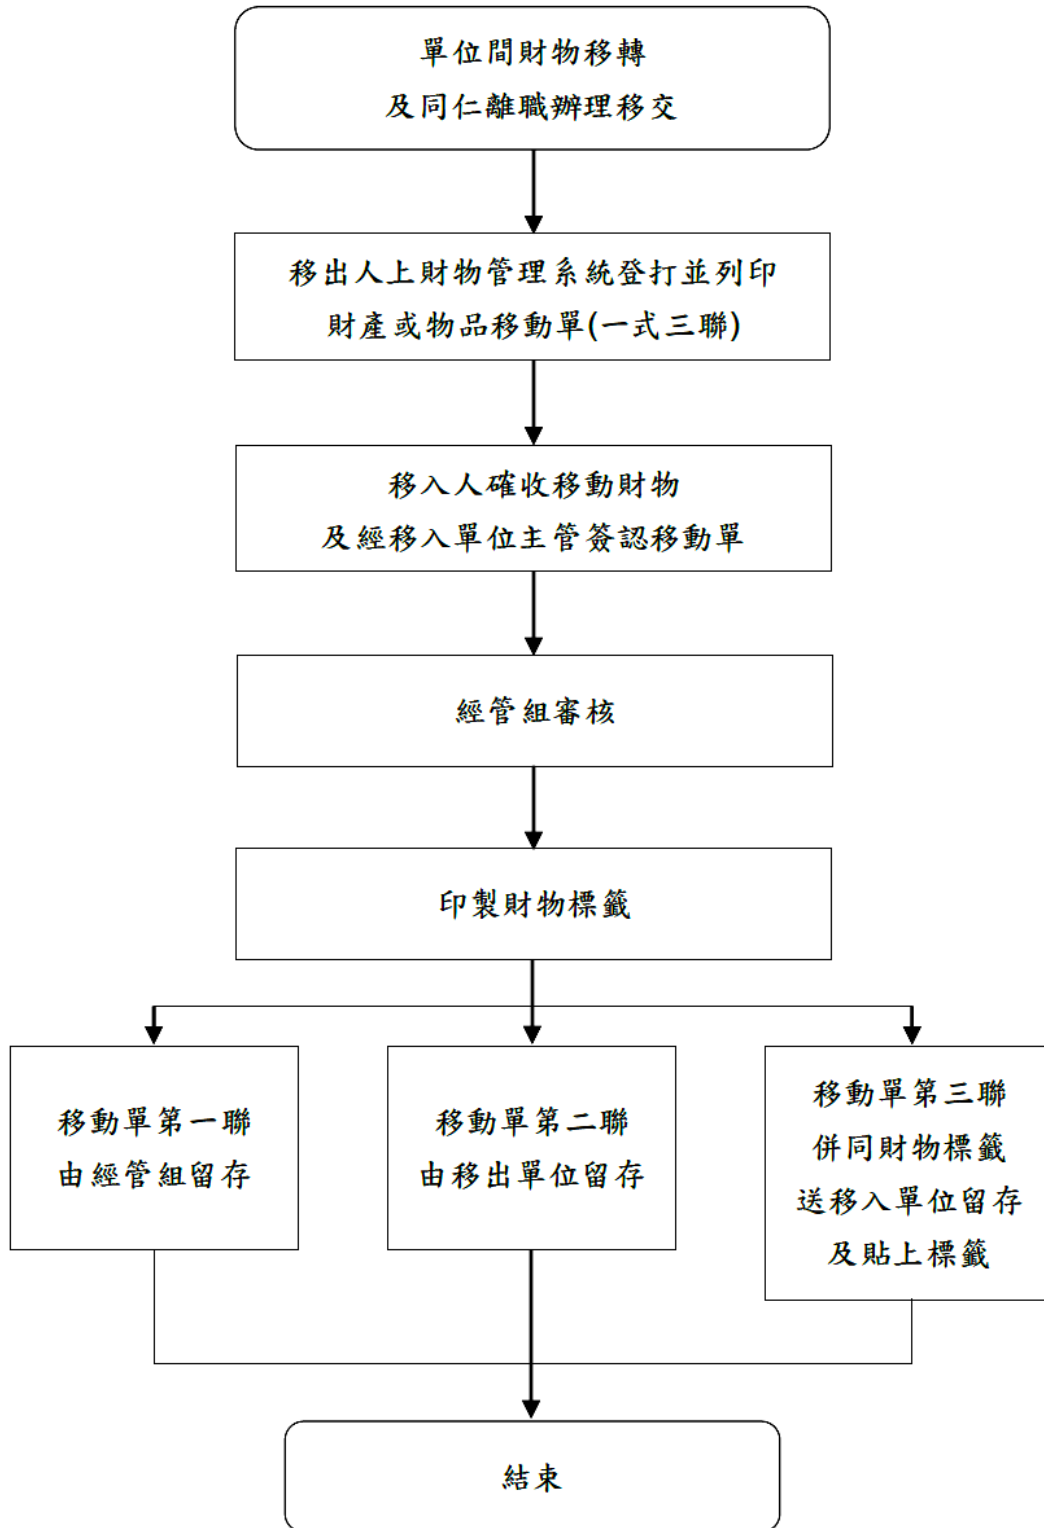 單位間財物移轉
及同仁離職辦理移交
移出人上財物管理系統登打並列印
財產或物品移動單(一式三聯)
移入人確收移動財物
及經移入單位主管簽認移動單
經管組審核
印製財物標籤
移動單第一聯
由經管組留存
移動單第二聯
由移出單位留存
移動單第三聯
併同財物標籤
送移入單位留存
及貼上標籤
結束